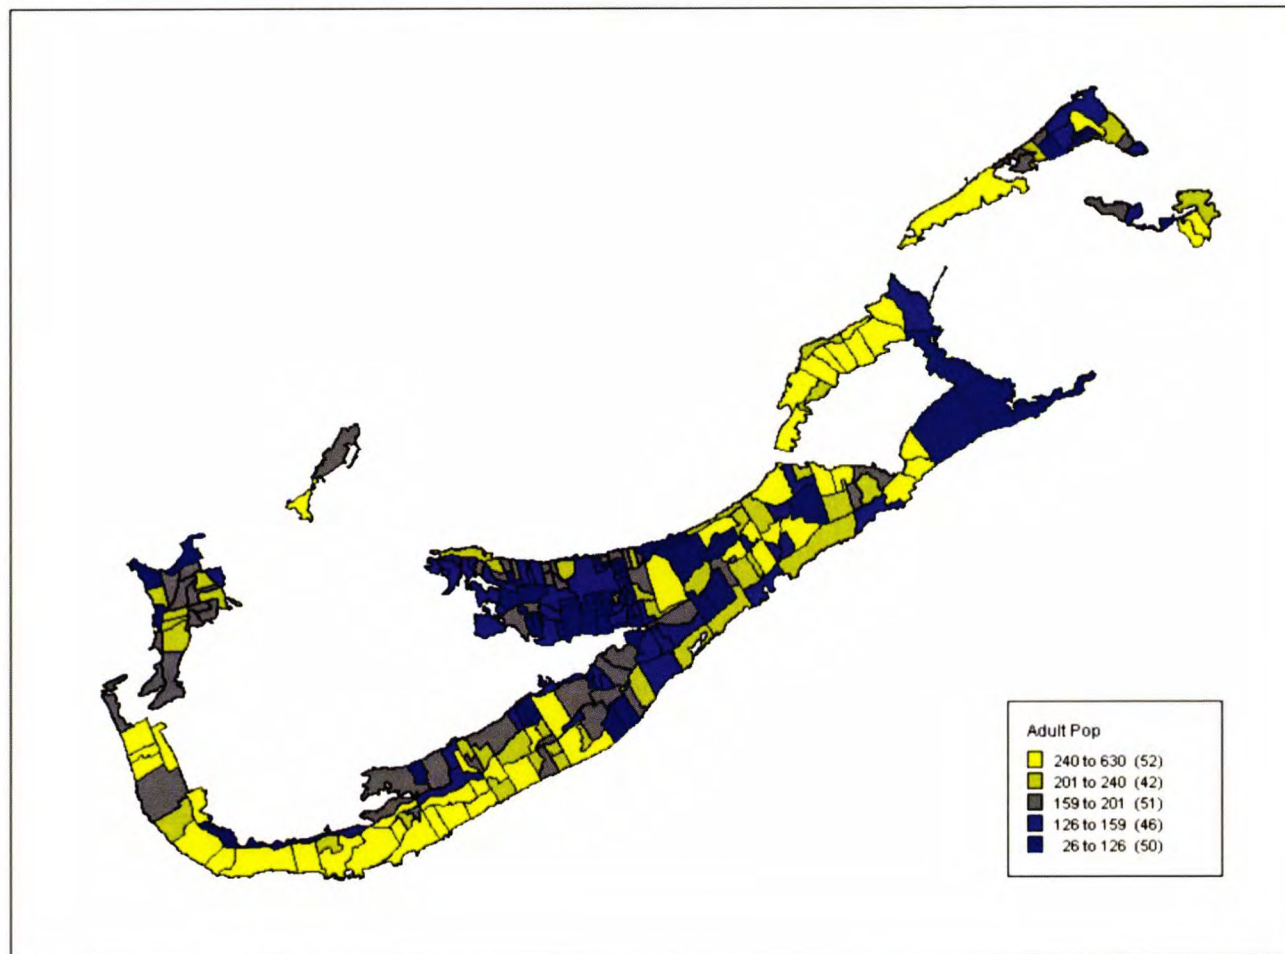 Adult Pop
240 to 630 (52)
201 to 240 (42)
159 to 201 (51)
126 to 159 (46)
26 to 126 (50)